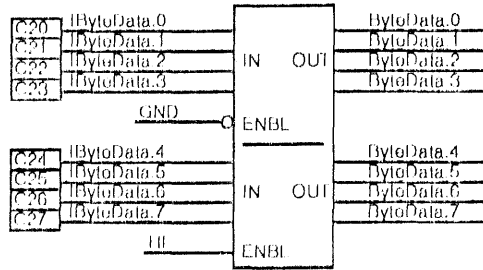 C20 IByteData.0 ByteData.0
C21 IByteData.1 ByteData.1
C22 IByteData.2 IN OUT ByteData.2
C23 IByteData.3 ByteData.3
GND ENBL
C24 IByteData.4 ByteData.4
C25 IByteData.5 ByteData.5
C26 IByteData.6 IN OUT ByteData.6
C27 IByteData.7 ByteData.7
HI ENBL